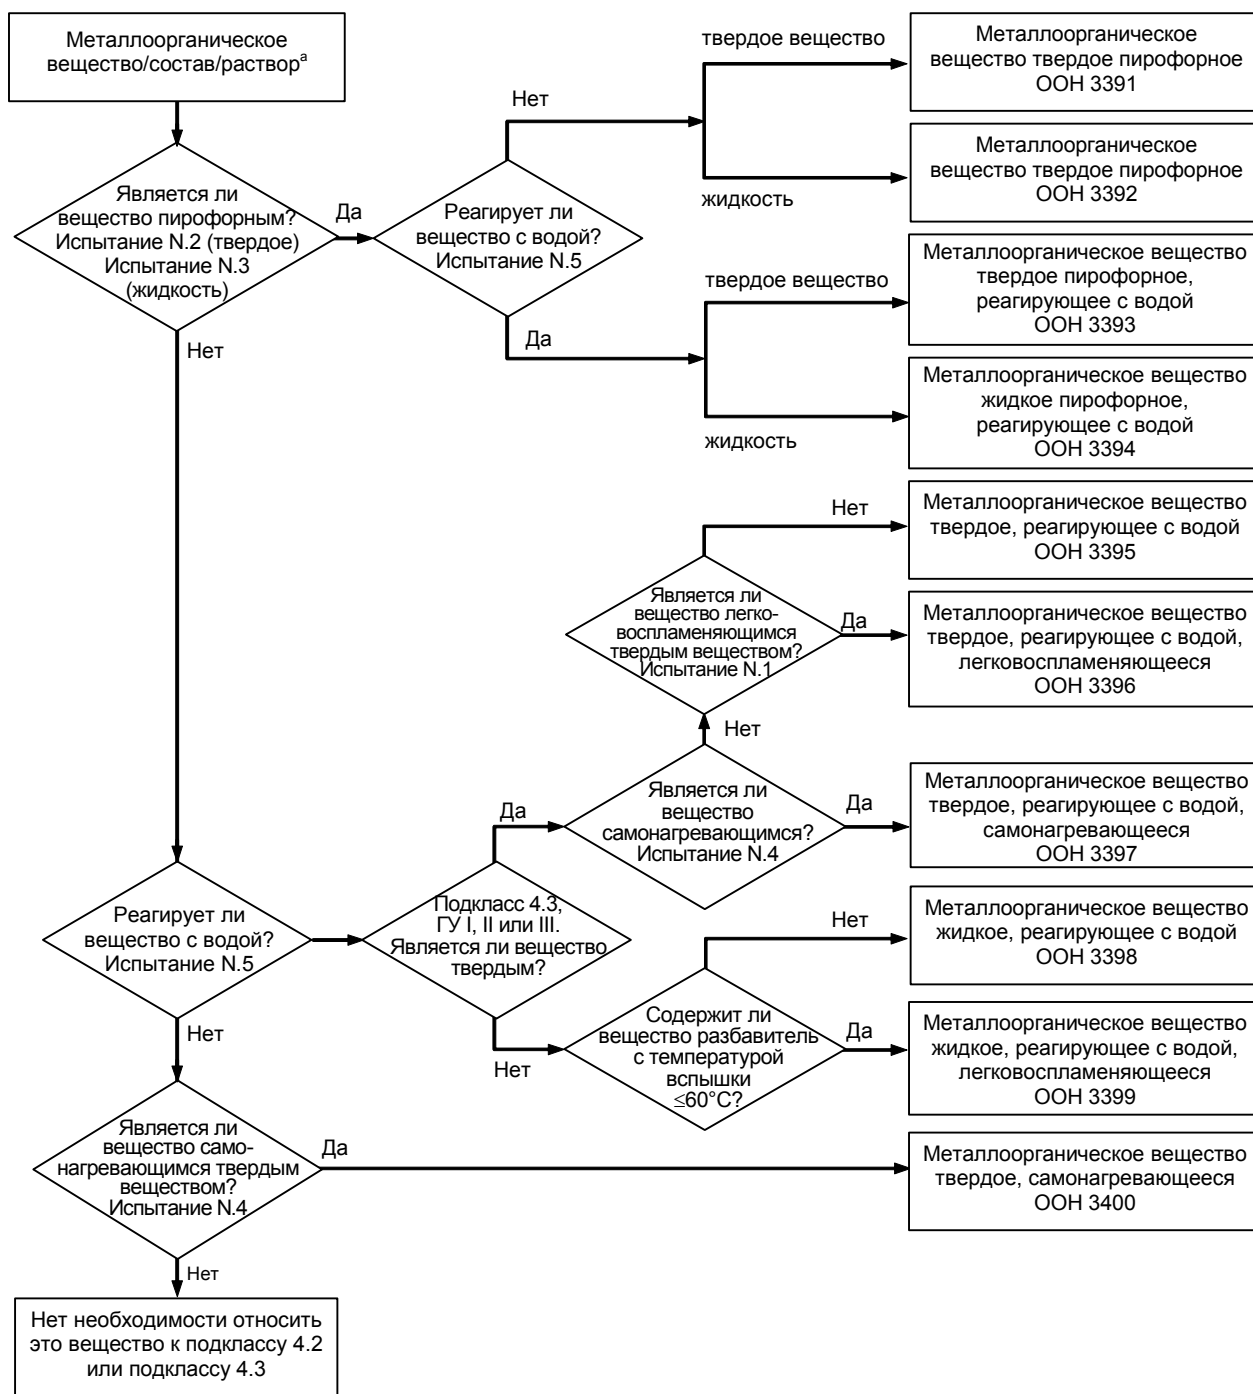 Металлоорганическое
вещество/состав/раствор^a
твердое вещество
Металлоорганическое
вещество твердое пирофорное
ООН 3391
Нет
Металлоорганическое
вещество твердое пирофорное
ООН 3392
жидкость
Является ли
вещество пирофорным?
Испытание N.2 (твердое)
Испытание N.3
(жидкость)
Да
Реагирует ли
вещество с водой?
Испытание N.5
твердое вещество
Металлоорганическое вещество
твердое пирофорное,
реагирующее с водой
ООН 3393
Да
Нет
Металлоорганическое вещество
жидкое пирофорное,
реагирующее с водой
ООН 3394
жидкость
Нет
Металлоорганическое вещество
твердое, реагирующее с водой
ООН 3395
Является ли
вещество легко-
воспламеняющимся
твердым веществом?
Испытание N.1
Да
Металлоорганическое вещество
твердое, реагирующее с водой,
легковоспламеняющееся
ООН 3396
Нет
Да
Является ли
вещество
самонагревающимся?
Испытание N.4
Да
Металлоорганическое вещество
твердое, реагирующее с водой,
самонагревающееся
ООН 3397
Реагирует ли
вещество с водой?
Испытание N.5
Подкласс 4.3,
ГУ I, II или III.
Является ли вещество
твердым?
Нет
Металлоорганическое вещество
жидкое, реагирующее с водой
ООН 3398
Нет
Нет
Содержит ли
вещество разбавитель
с температурой
вспышки
≤60°C?
Да
Металлоорганическое вещество
жидкое, реагирующее с водой,
легковоспламеняющееся
ООН 3399
Является ли
вещество само-
нагревающимся твердым
веществом?
Испытание N.4
Да
Металлоорганическое вещество
твердое, самонагревающееся
ООН 3400
Нет
Нет необходимости относить
это вещество к подклассу 4.2
или подклассу 4.3